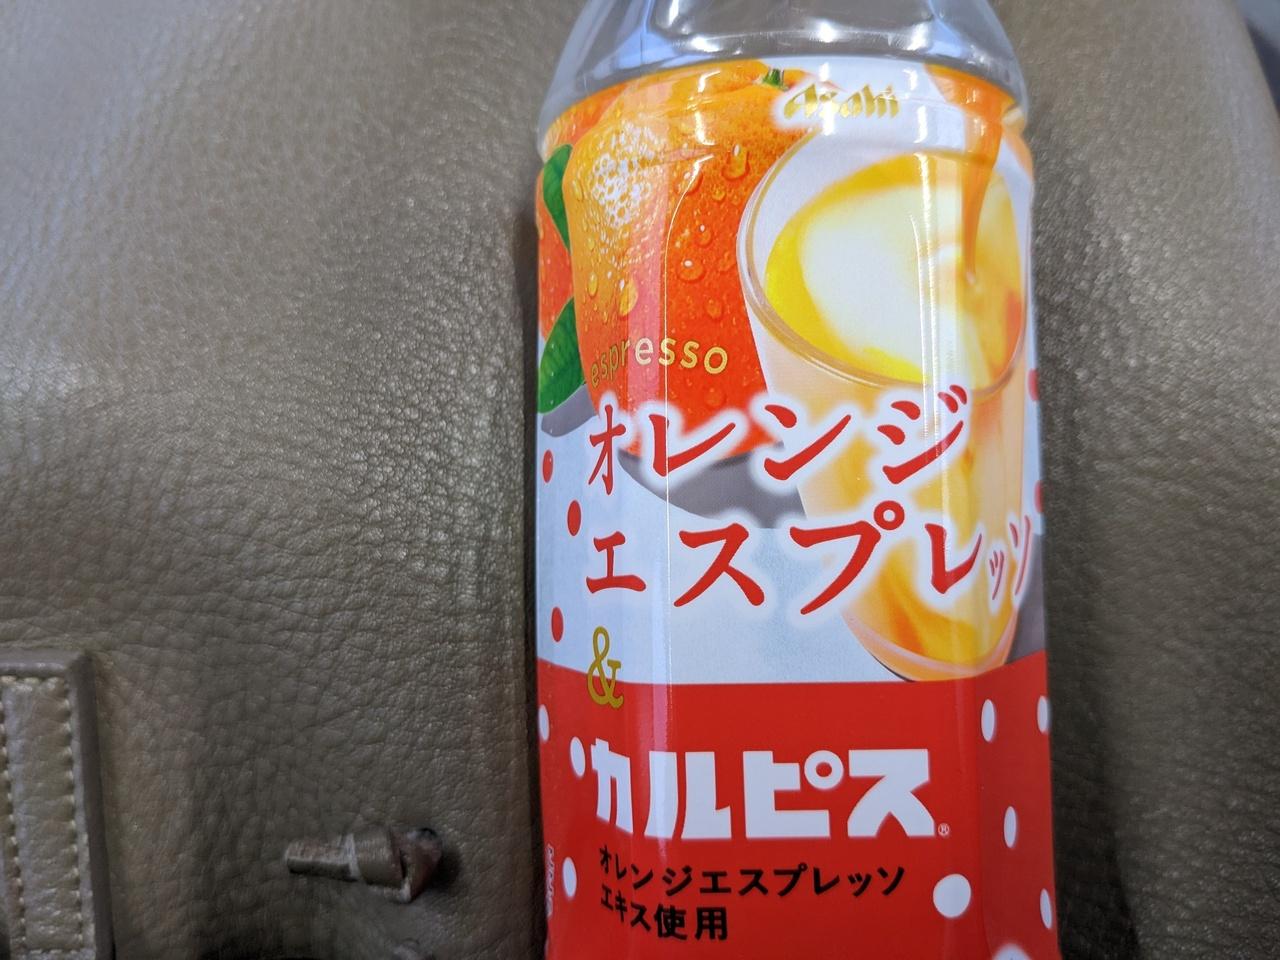 Asahi
espresso
オレンジ
エスプレッソ
&
カルピス®
オレンジエスプレッソ
エキス使用